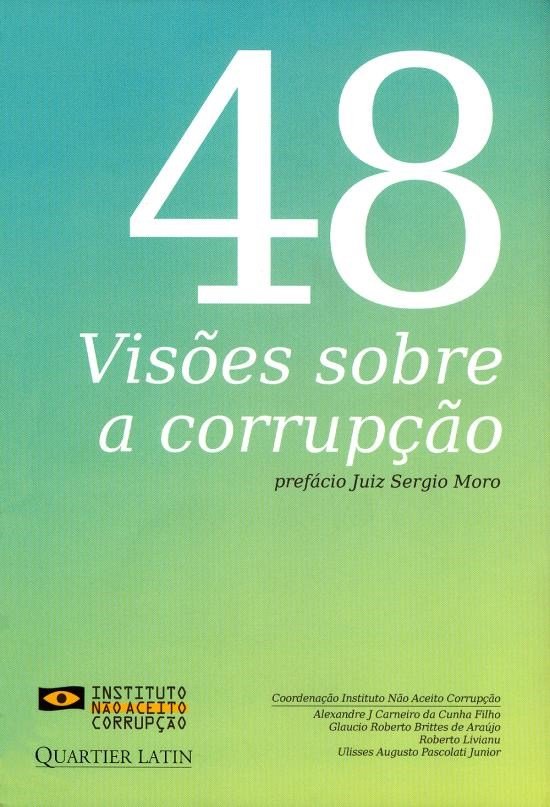 48
Visões sobre
a corrupção
prefácio Juiz Sergio Moro
INSTITUTO
NÃO ACEITO
CORRUPÇÃO
QUARTIER LATIN
Coordenação Instituto Não Aceito Corrupção
Alexandre J Carneiro da Cunha Filho
Glaucio Roberto Brittes de Araújo
Roberto Livianu
Ulisses Augusto Pascolati Junior